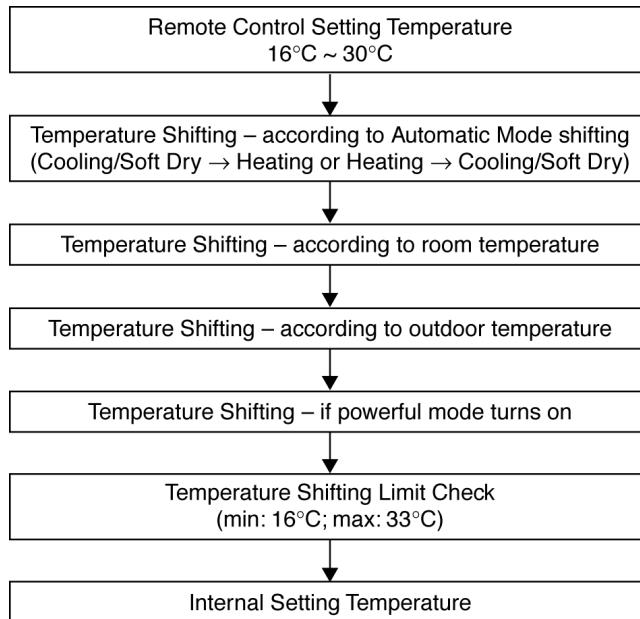 Remote Control Setting Temperature
16°C ~ 30°C
Temperature Shifting – according to Automatic Mode shifting
(Cooling/Soft Dry → Heating or Heating → Cooling/Soft Dry)
Temperature Shifting – according to room temperature
Temperature Shifting – according to outdoor temperature
Temperature Shifting – if powerful mode turns on
Temperature Shifting Limit Check
(min: 16°C; max: 33°C)
Internal Setting Temperature